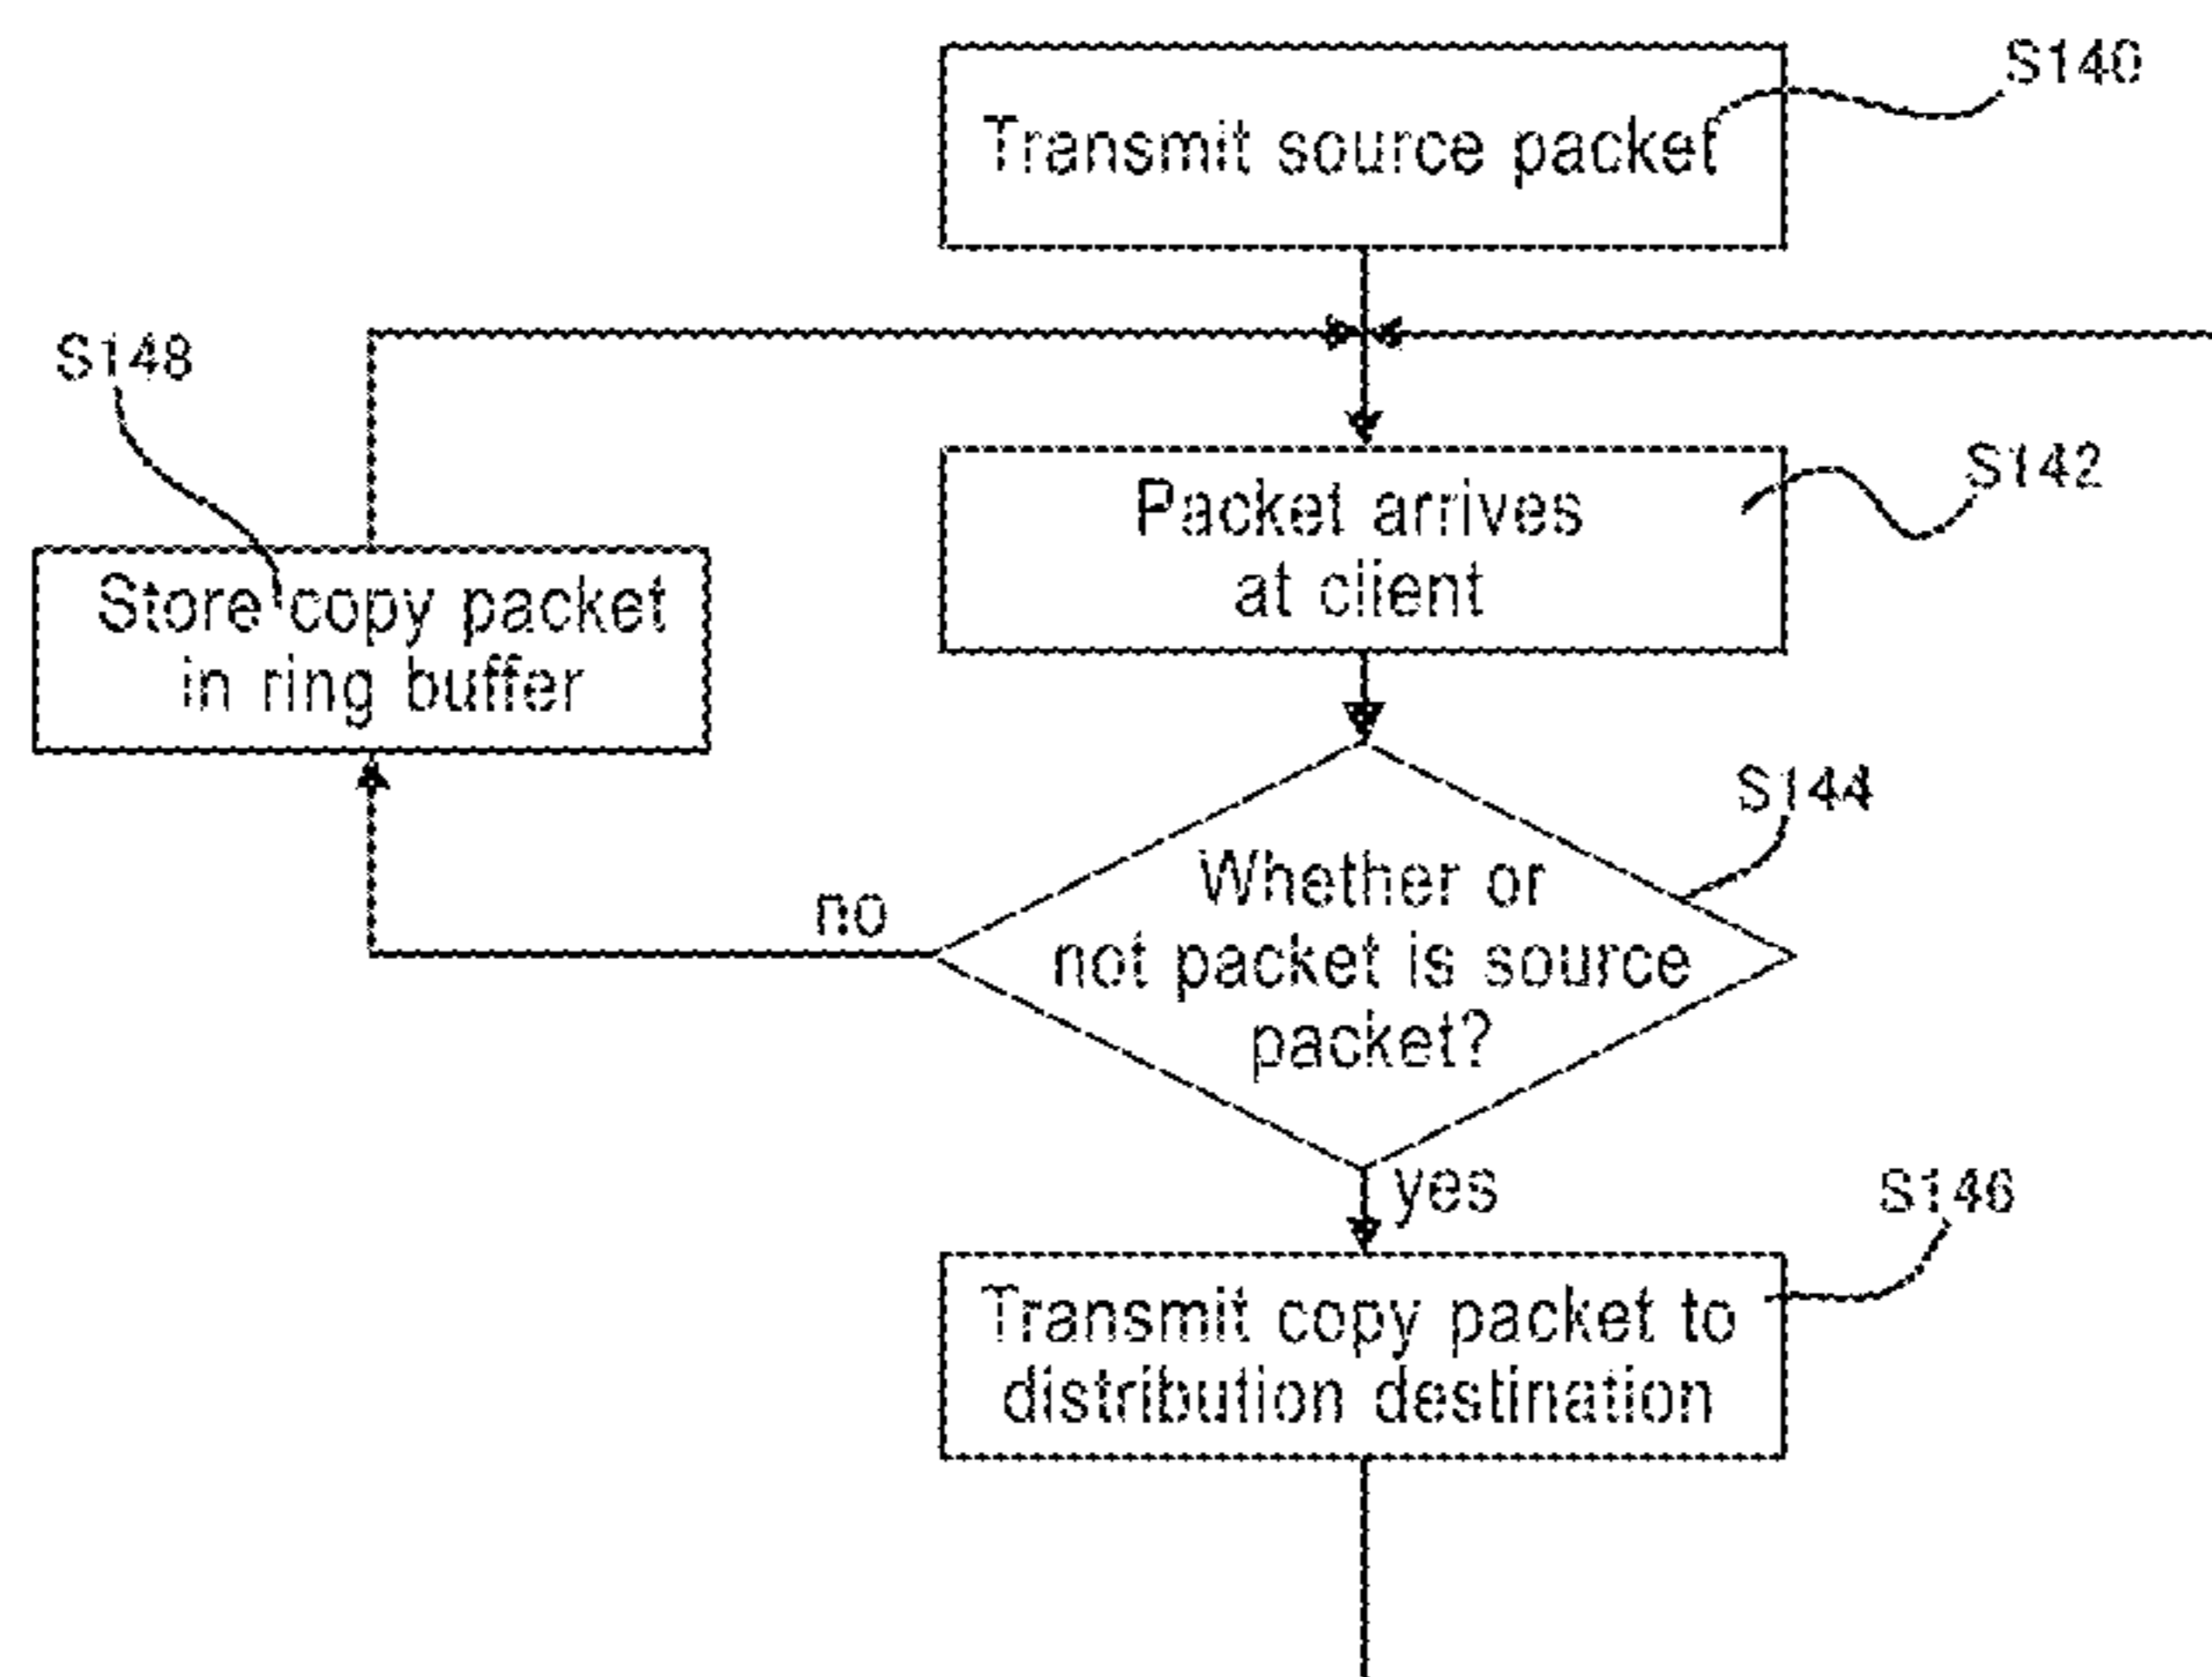 S140
Transmit source packet
S148
S142
Packet arrives
at client
Store copy packet
in ring buffer
S144
Whether or
not packet is source
packet?
no
yes
S146
Transmit copy packet to
distribution destination